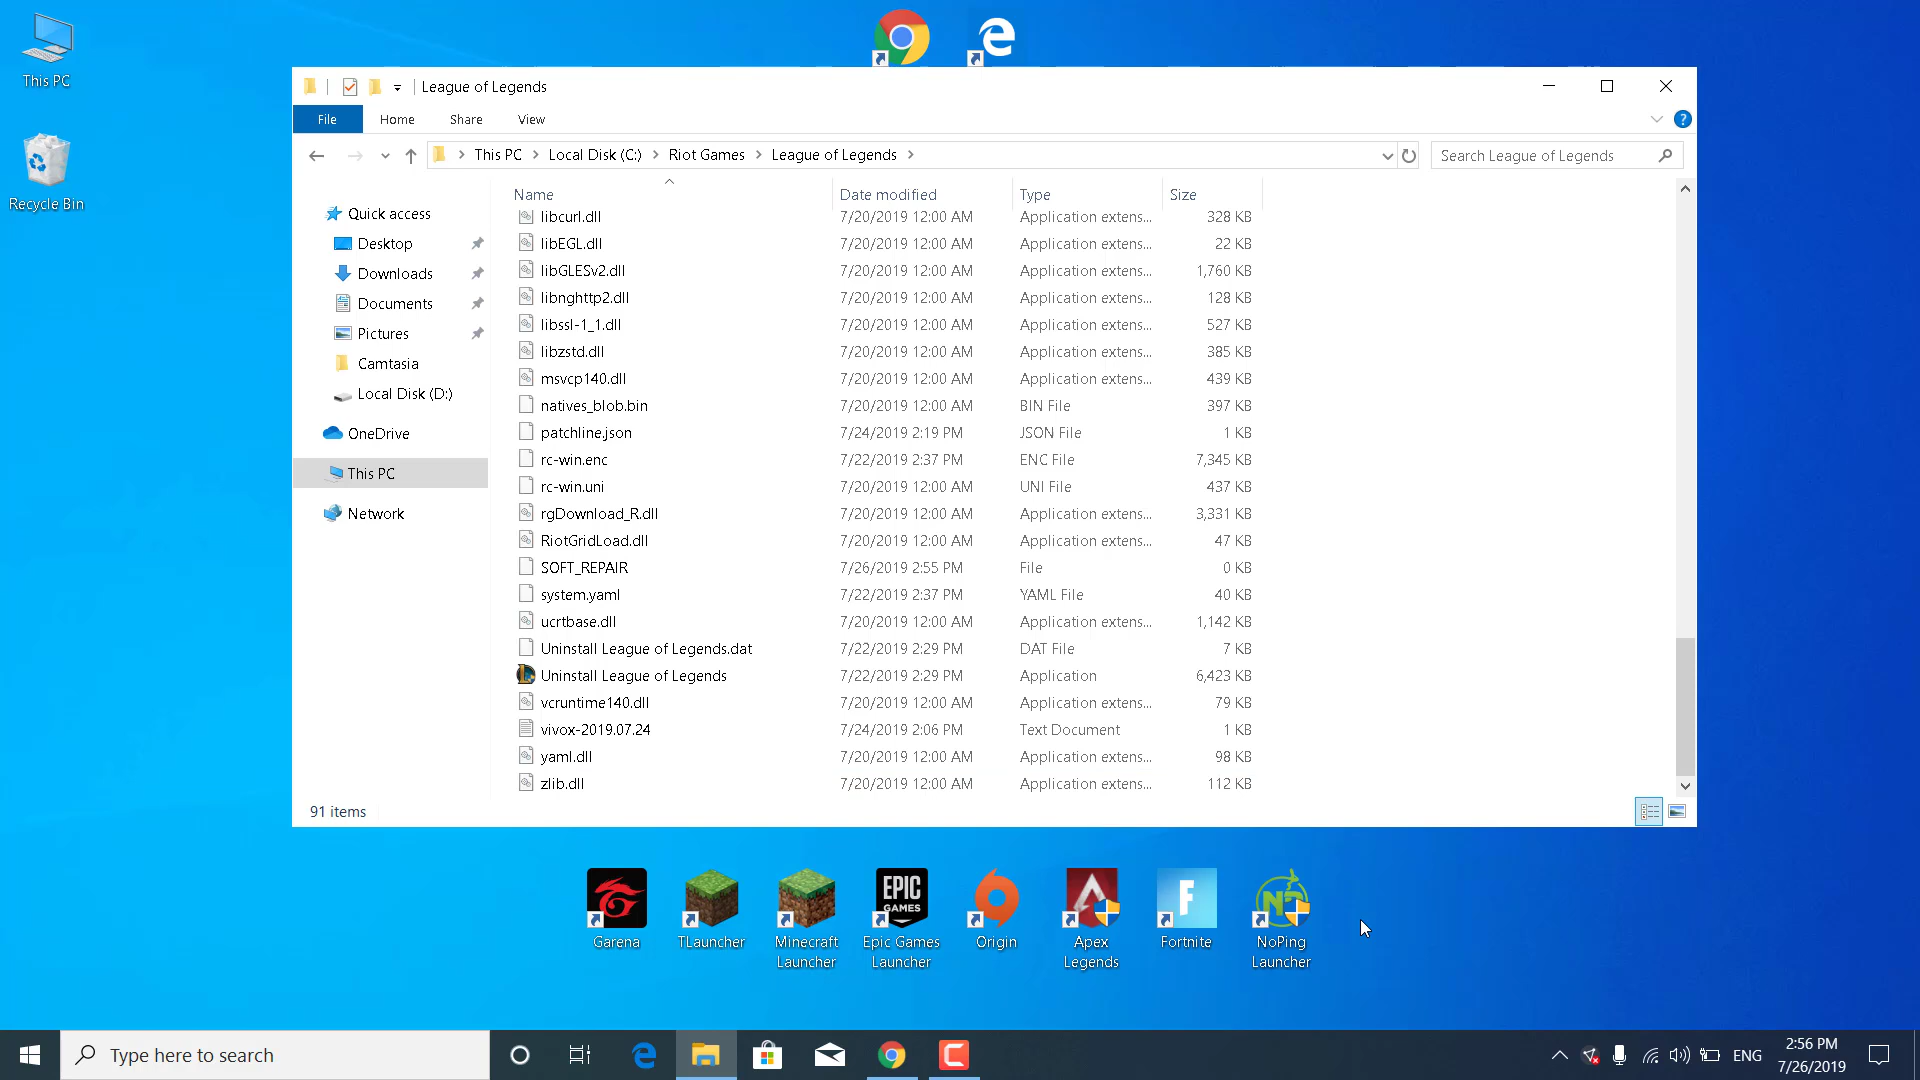 This PC
Recycle Bin
League of Legends
File
Home
Share
View
?
This PC
Local Disk (C:)
Riot Games
League of Legends
Search League of Legends
Quick access
Desktop
Downloads
Documents
Pictures
Camtasia
Local Disk (D:)
OneDrive
This PC
Network
Name Date modified Type Size
libcurl.dll 7/20/2019 12:00 AM Application extens... 328 KB
libEGL.dll 7/20/2019 12:00 AM Application extens... 22 KB
libGLESv2.dll 7/20/2019 12:00 AM Application extens... 1,760 KB
libnghttp2.dll 7/20/2019 12:00 AM Application extens... 128 KB
libssl-1_1.dll 7/20/2019 12:00 AM Application extens... 527 KB
libzstd.dll 7/20/2019 12:00 AM Application extens... 385 KB
msvcp140.dll 7/20/2019 12:00 AM Application extens... 439 KB
natives_blob.bin 7/20/2019 12:00 AM BIN File 397 KB
patchline.json 7/24/2019 2:19 PM JSON File 1 KB
rc-win.enc 7/22/2019 2:37 PM ENC File 7,345 KB
rc-win.uni 7/20/2019 12:00 AM UNI File 437 KB
rgDownload_R.dll 7/20/2019 12:00 AM Application extens... 3,331 KB
RiotGridLoad.dll 7/20/2019 12:00 AM Application extens... 47 KB
SOFT_REPAIR 7/26/2019 2:55 PM File 0 KB
system.yaml 7/22/2019 2:37 PM YAML File 40 KB
ucrtbase.dll 7/20/2019 12:00 AM Application extens... 1,142 KB
Uninstall League of Legends.dat 7/22/2019 2:29 PM DAT File 7 KB
Uninstall League of Legends 7/22/2019 2:29 PM Application 6,423 KB
vcruntime140.dll 7/20/2019 12:00 AM Application extens... 79 KB
vivox-2019.07.24 7/24/2019 2:06 PM Text Document 1 KB
yaml.dll 7/20/2019 12:00 AM Application extens... 98 KB
zlib.dll 7/20/2019 12:00 AM Application extens... 112 KB
91 items
EPIC
GAMES
Garena
TLauncher
Minecraft
Launcher
Epic Games
Launcher
Origin
Apex
Legends
Fortnite
NoPing
Launcher
Type here to search
ENG
2:56 PM
7/26/2019